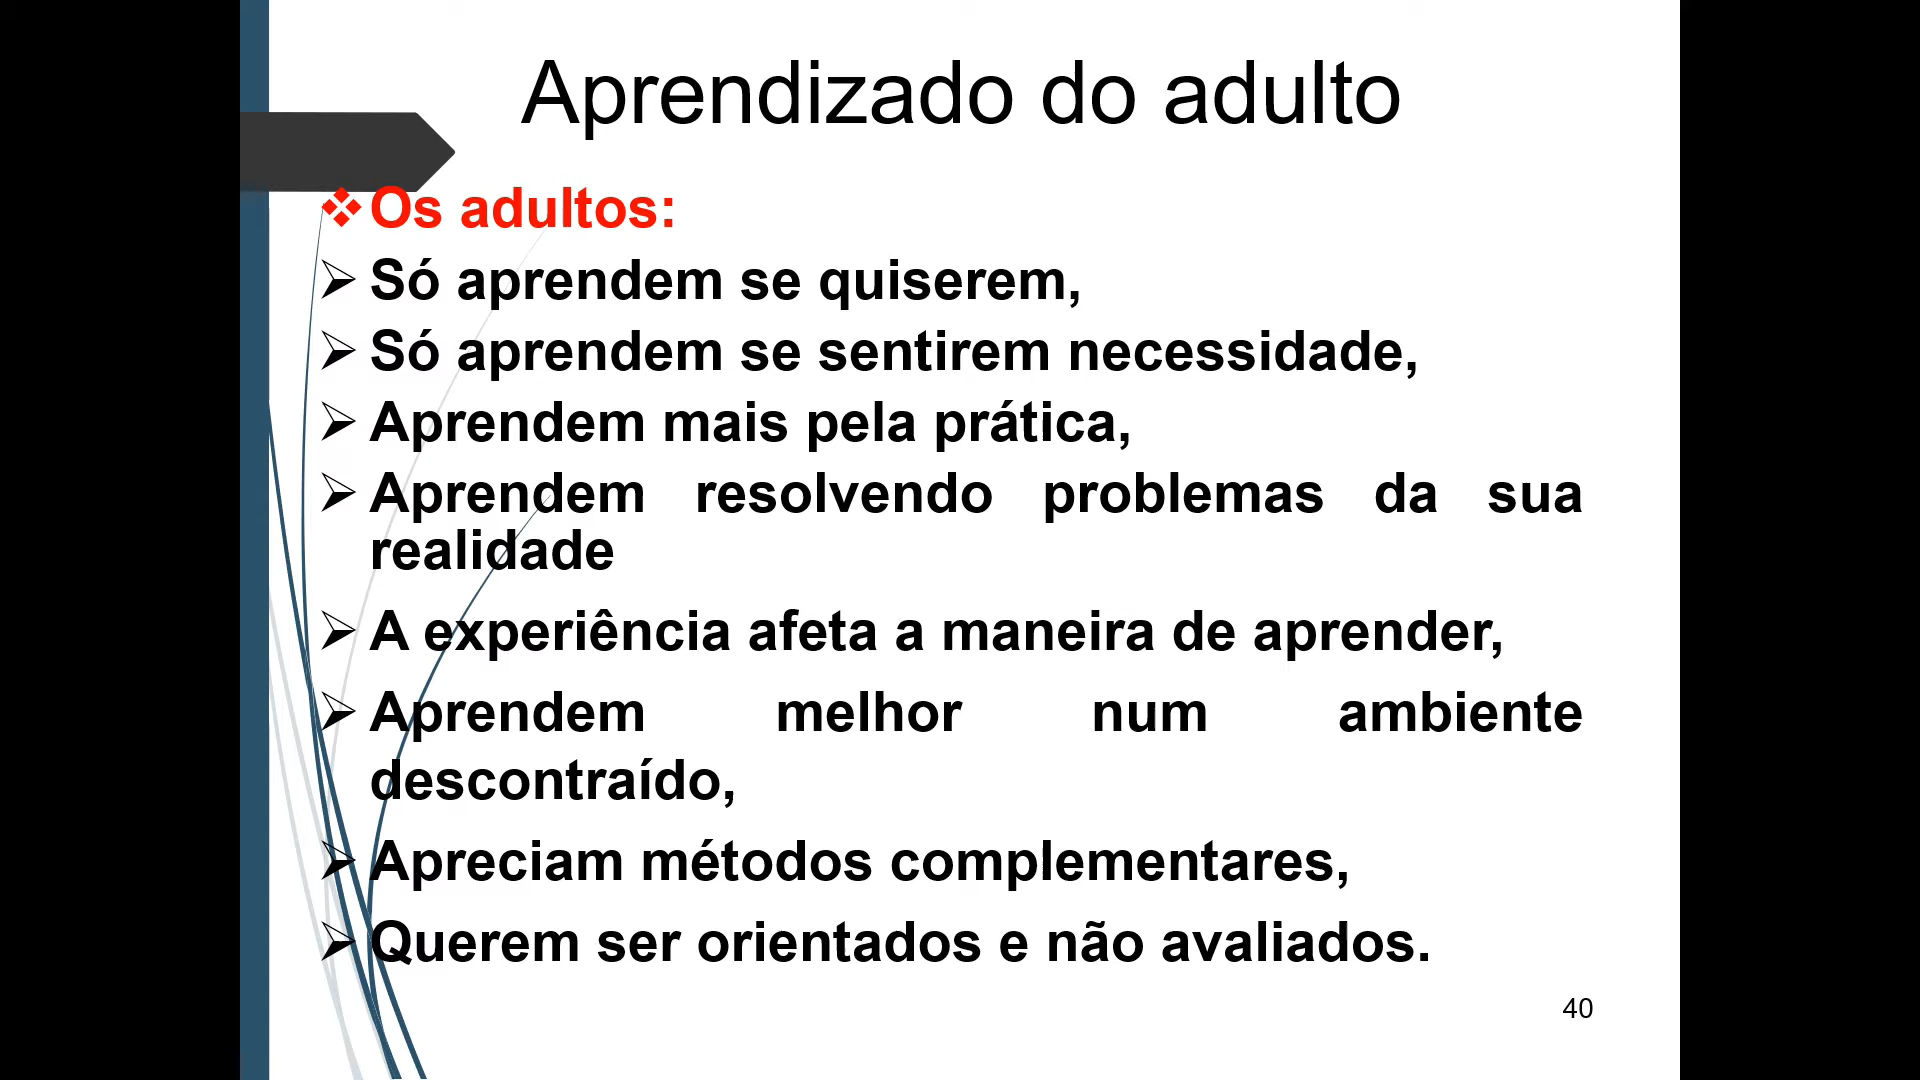 Aprendizado do adulto
Os adultos:
Só aprendem se quiserem,
Só aprendem se sentirem necessidade,
Aprendem mais pela prática,
Aprendem resolvendo problemas da sua
realidade
A experiência afeta a maneira de aprender,
Aprendem melhor num ambiente
descontraído,
Apreciam métodos complementares,
Querem ser orientados e não avaliados.
40